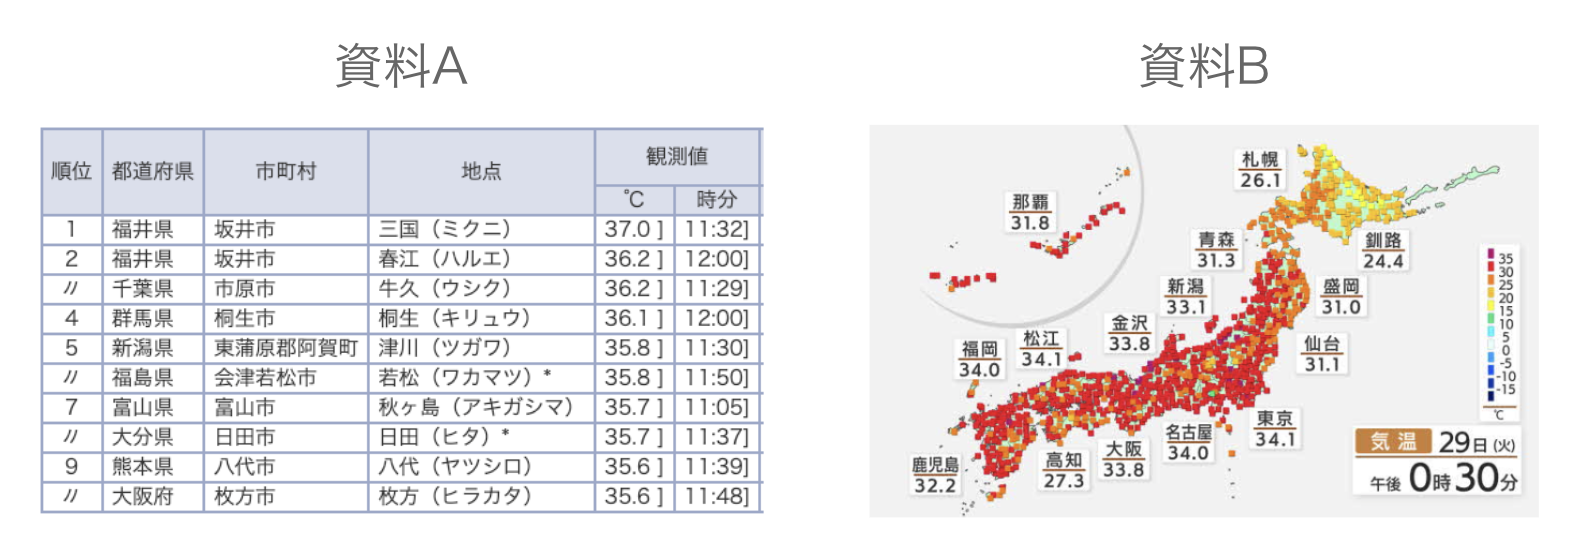 資料A
順位 都道府県 市町村 地点 観測値
℃ 時分
1 福井県 坂井市 三国（ミクニ） 37.0 ] 11:32]
2 福井県 坂井市 春江（ハルエ） 36.2 ] 12:00]
〃 千葉県 市原市 牛久（ウシク） 36.2 ] 11:29]
4 群馬県 桐生市 桐生（キリュウ） 36.1 ] 12:00]
5 新潟県 東蒲原郡阿賀町 津川（ツガワ） 35.8 ] 11:30]
〃 福島県 会津若松市 若松（ワカマツ）* 35.8 ] 11:50]
7 富山県 富山市 秋ヶ島（アキガシマ） 35.7 ] 11:05]
〃 大分県 日田市 日田（ヒタ）* 35.7 ] 11:37]
9 熊本県 八代市 八代（ヤツシロ） 35.6 ] 11:39]
〃 大阪府 枚方市 枚方（ヒラカタ） 35.6 ] 11:48]
資料B
札幌
26.1
那覇
31.8
青森
31.3
釧路
24.4
新潟
33.1
盛岡
31.0
金沢
33.8
松江
34.1
福岡
34.0
仙台
31.1
東京
34.1
名古屋
34.0
大阪
33.8
高知
27.3
鹿児島
32.2
35
30
25
20
15
10
5
0
-5
-10
-15
℃
気温 29日(火)
午後0時30分